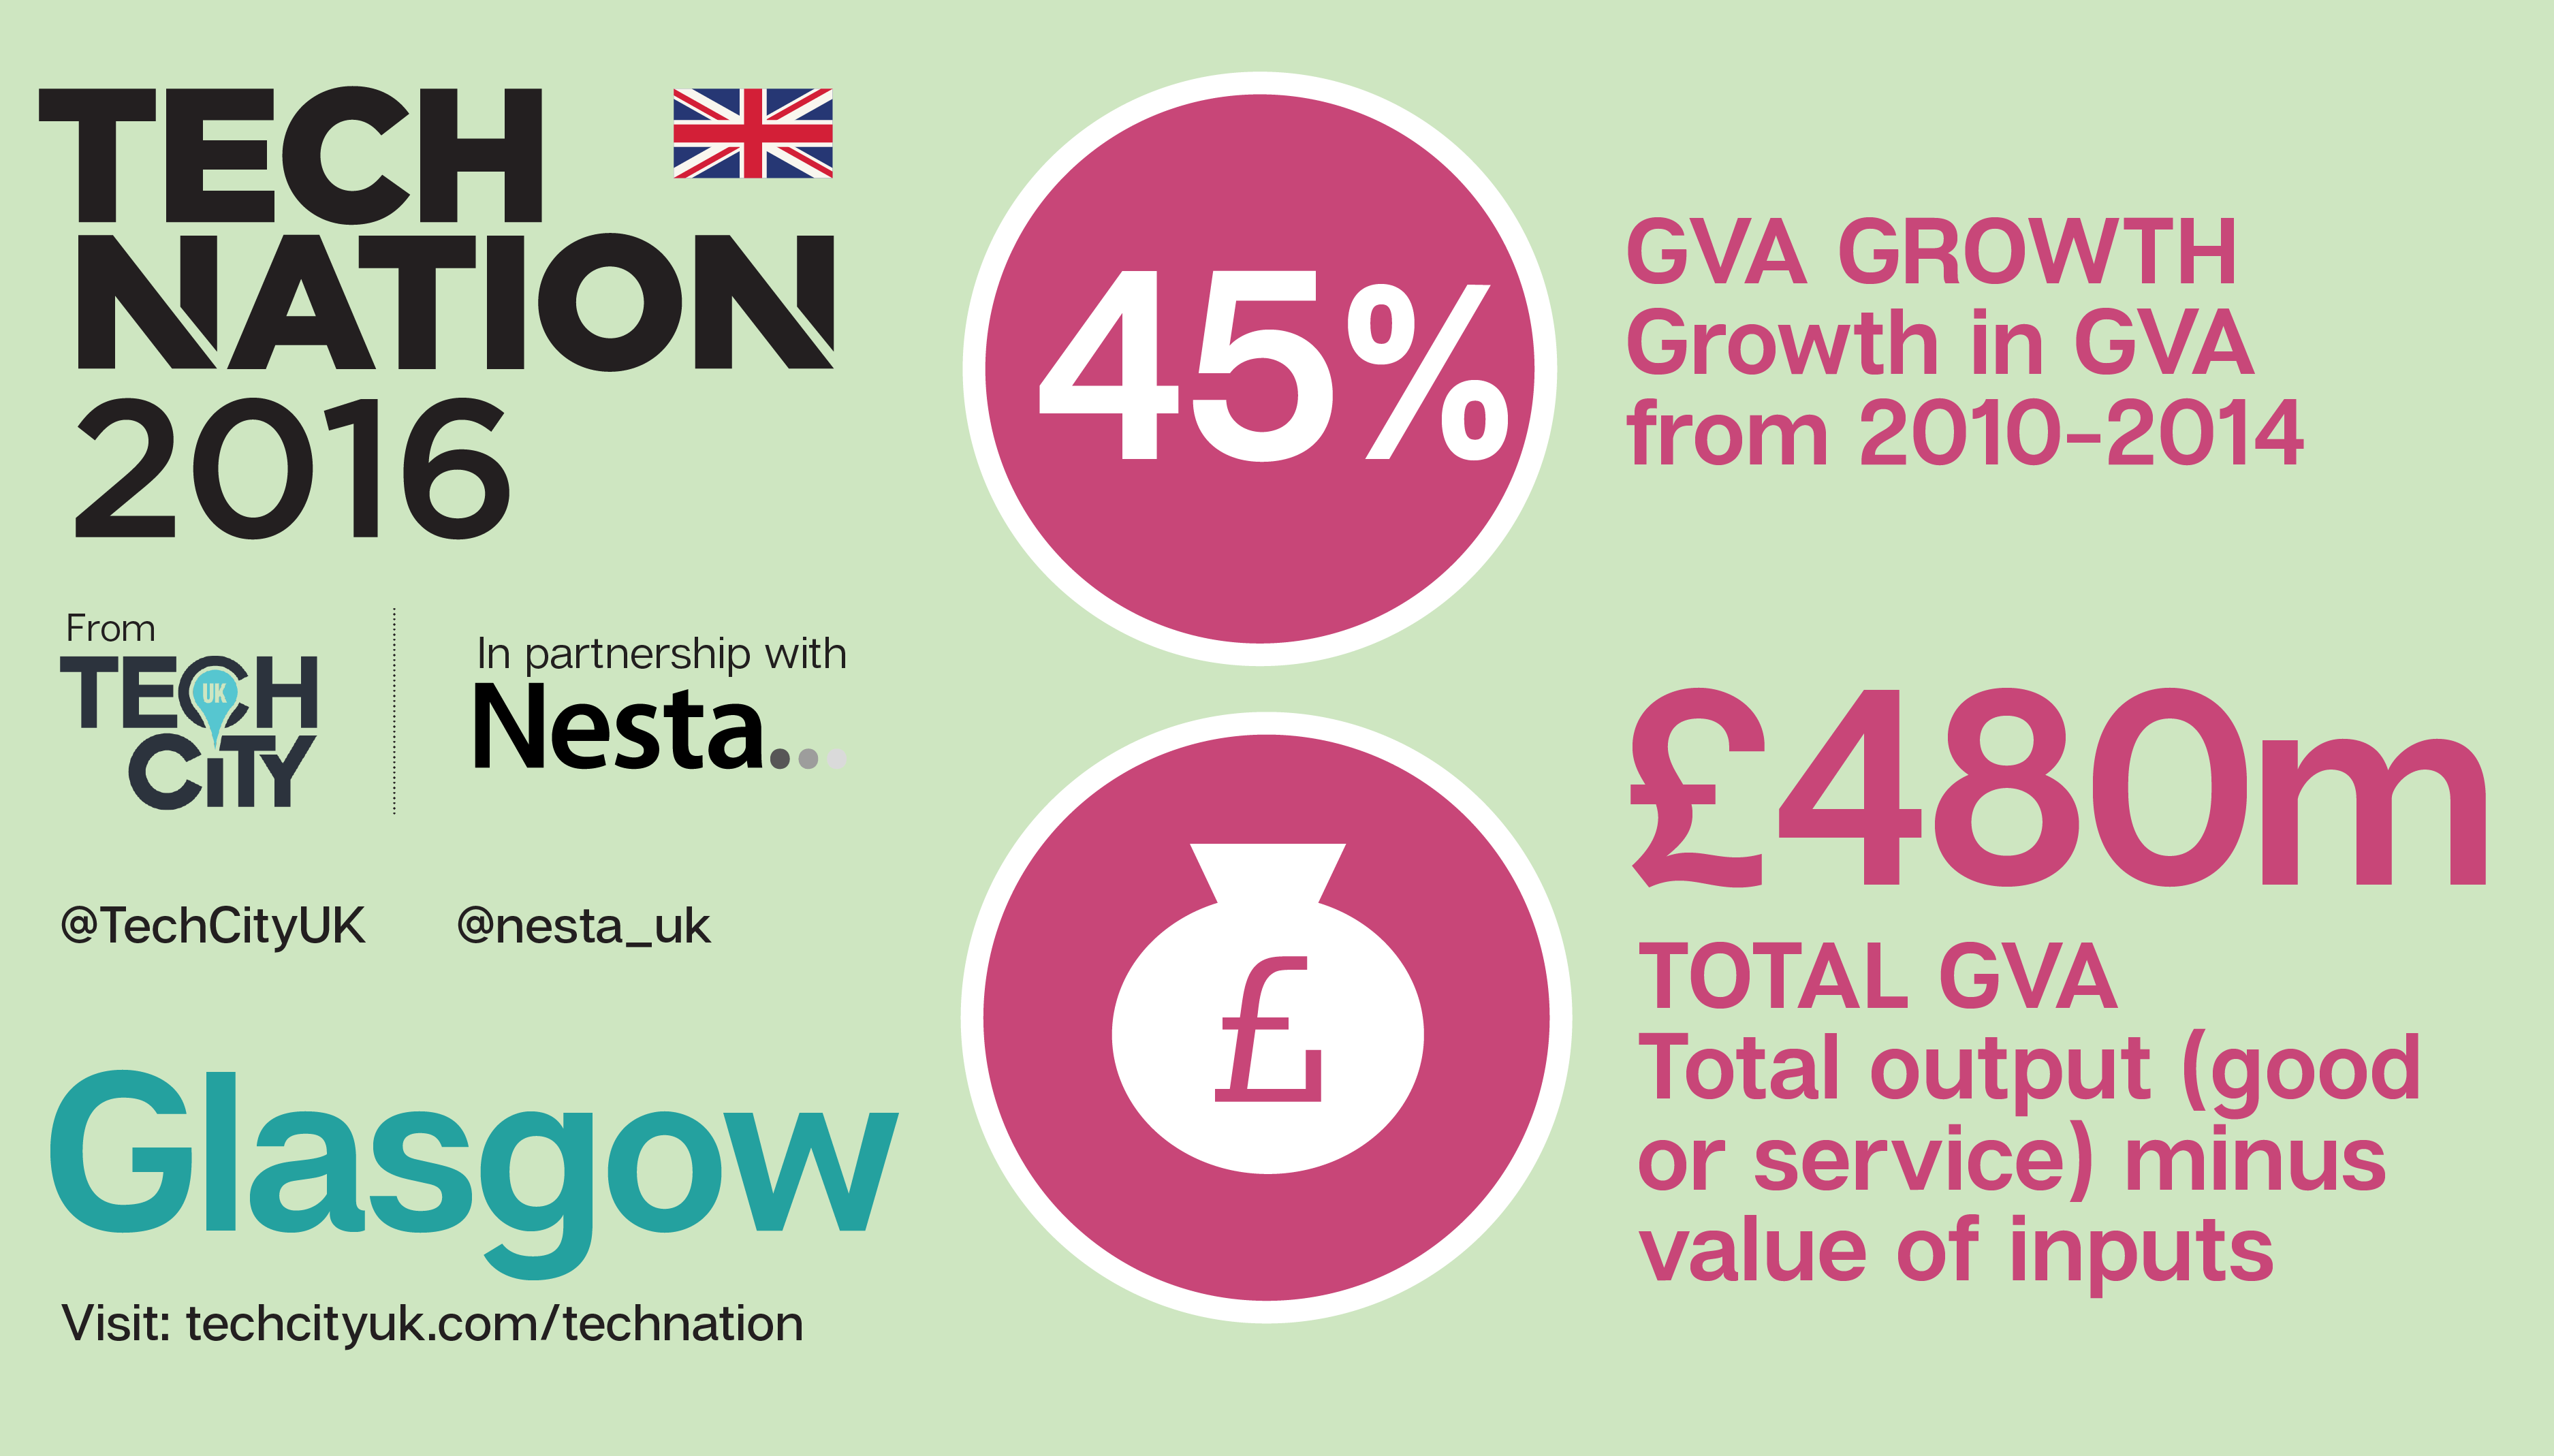 TECH
NATION
2016
From
TECH
UK
CiTY
In partnership with
Nesta...
@TechCityUK
@nesta_uk
Glasgow
Visit: techcityuk.com/technation
45%
GVA GROWTH
Growth in GVA
from 2010-2014
£
£480m
TOTAL GVA
Total output (good
or service) minus
value of inputs